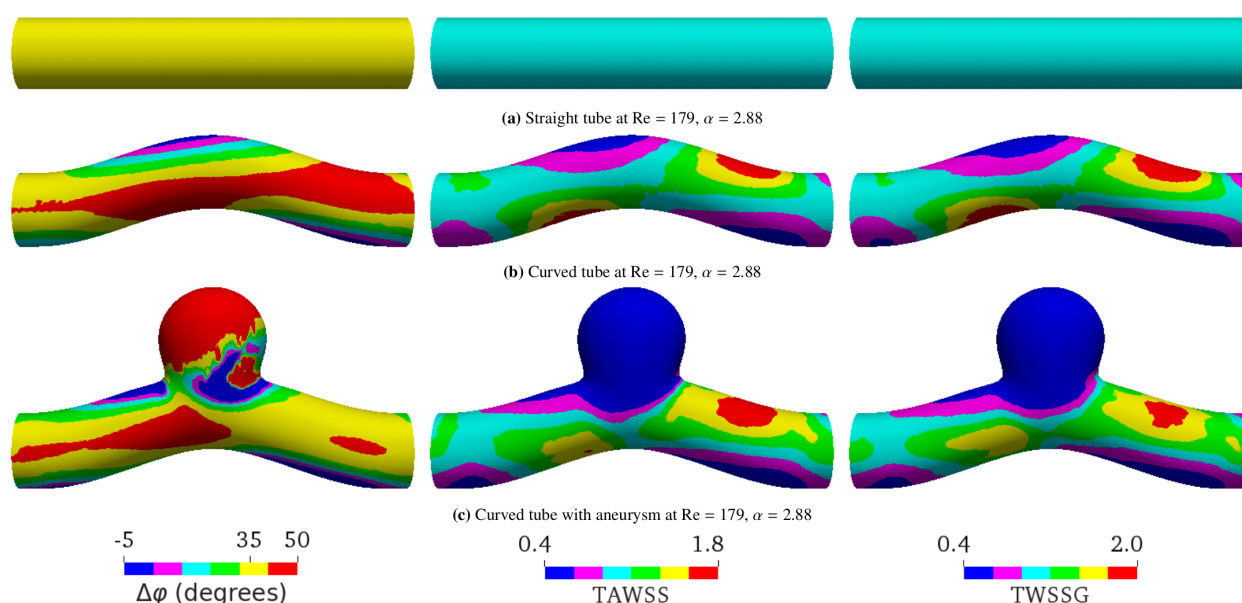 (a) Straight tube at Re = 179, α = 2.88
(b) Curved tube at Re = 179, α = 2.88
(c) Curved tube with aneurysm at Re = 179, α = 2.88
-5 35 50
Δφ (degrees)
0.4 1.8
TAWSS
0.4 2.0
TWSSG